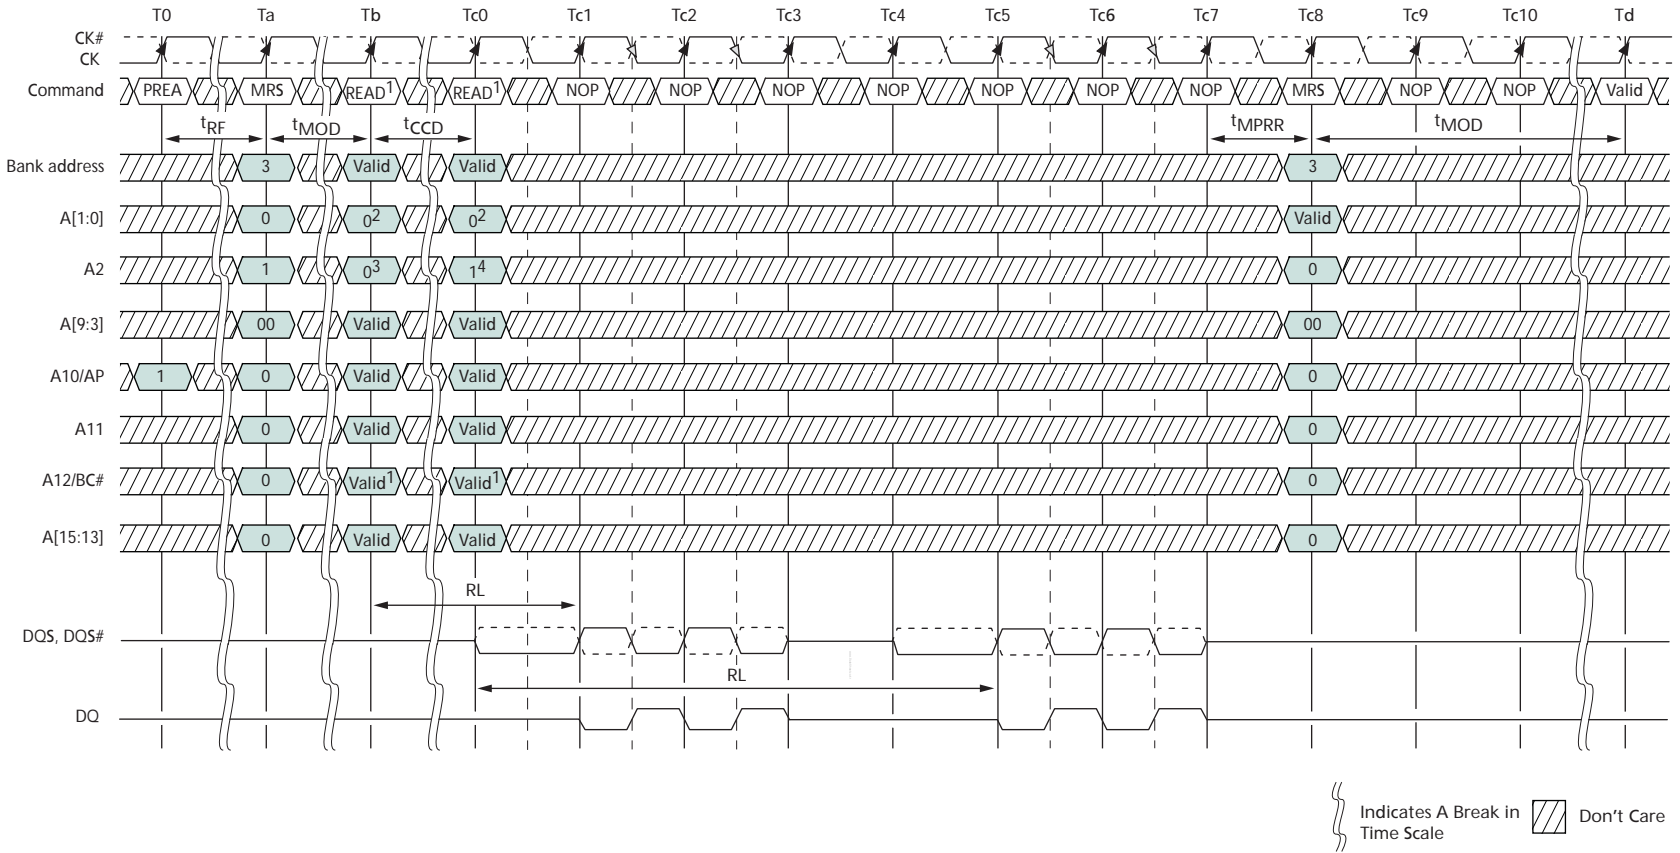 T0 Ta Tb Tc0 Tc1 Tc2 Tc3 Tc4 Tc5 Tc6 Tc7 Tc8 Tc9 Tc10 Td
CK#
CK
Command PREA MRS READ1 READ1 NOP NOP NOP NOP NOP NOP NOP MRS NOP NOP Valid
tRF tMOD tCCD tMPRR tMOD
Bank address 3 Valid Valid 3
A[1:0] 0 02 02 Valid
A2 1 03 14 0
A[9:3] 00 Valid Valid 00
A10/AP 1 0 Valid Valid 0
A11 0 Valid Valid 0
A12/BC# 0 Valid1 Valid1 0
A[15:13] 0 Valid Valid 0
RL
DQS, DQS#
RL
DQ
Indicates A Break in
Time Scale
Don't Care